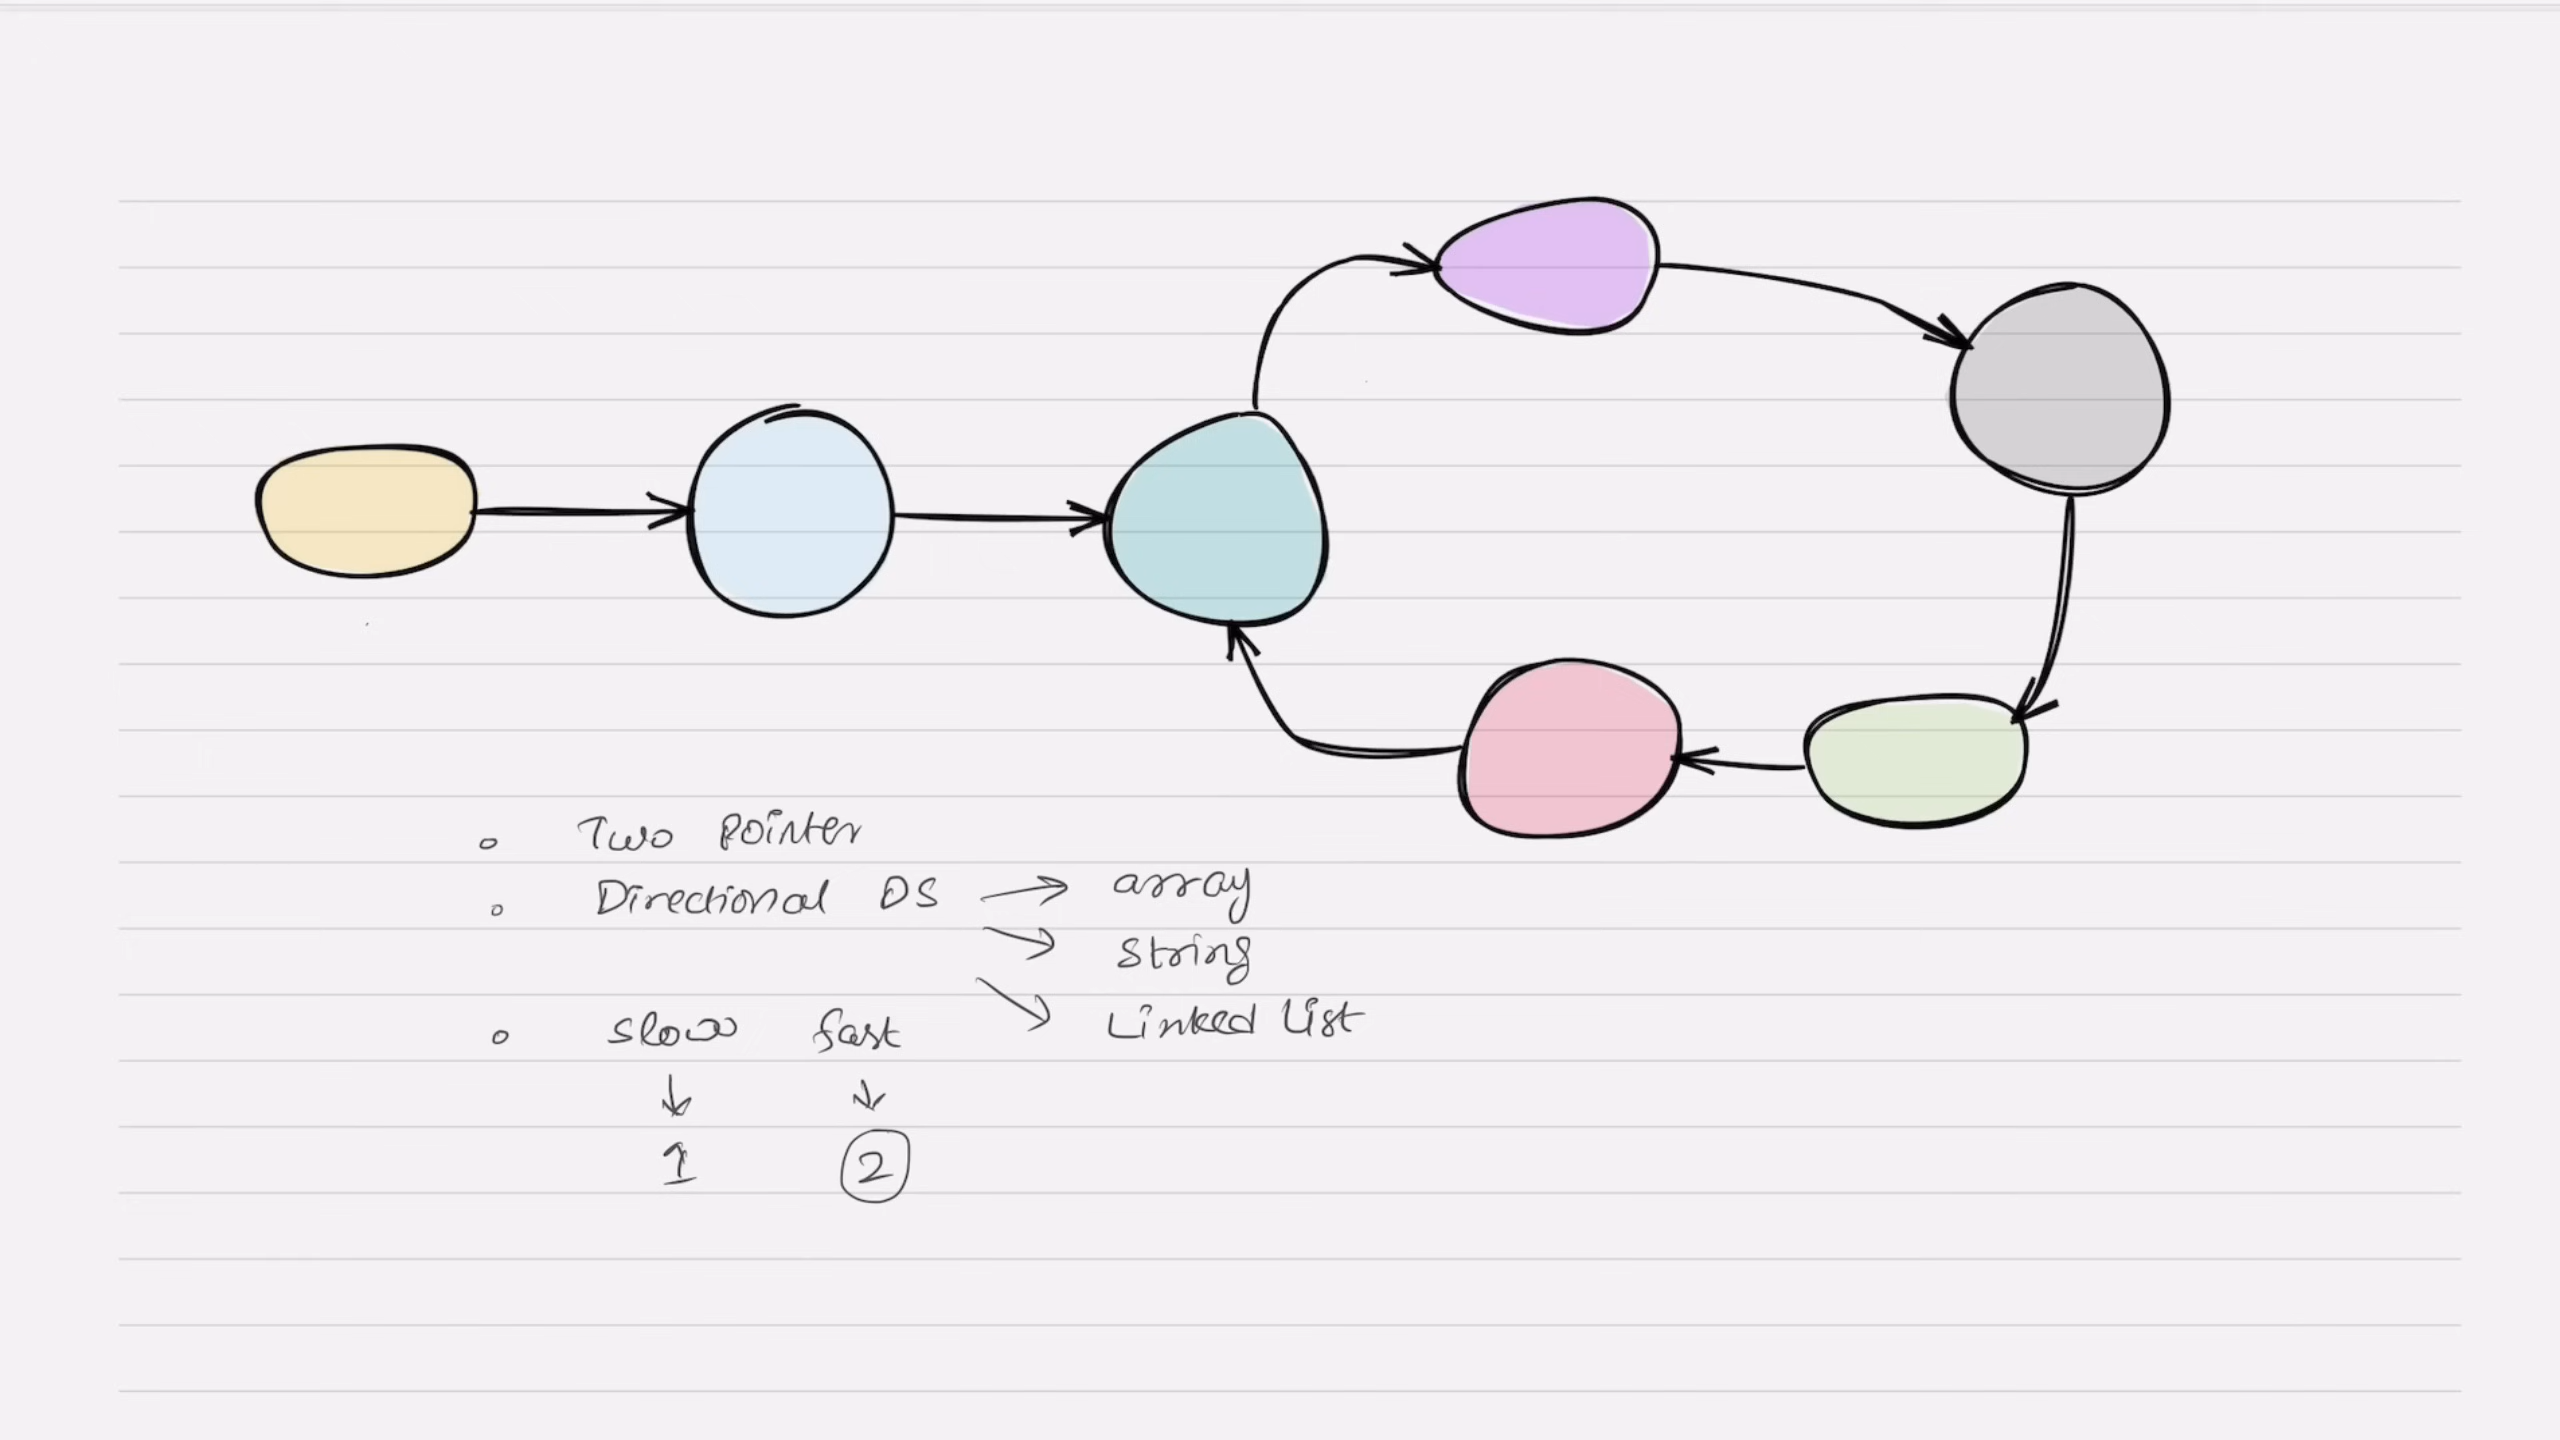 Two Pointer
Directional DS → array
→ string
→ Linked List
slow fast
↓ ↓
1 2